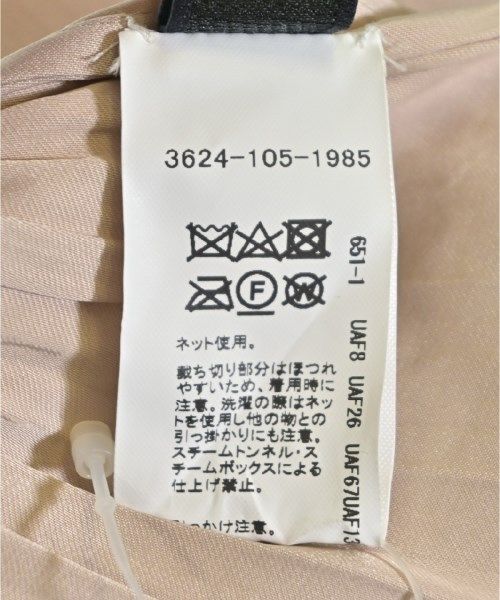 3624-105-1985
F W
ネット使用。
裁ち切り部分はほつれ
やすいため、着用時に
注意。洗濯の際はネッ
トを使用し他の物との
引っ掛かりにも注意。
スチームトンネル・ス
チームボックスによる
仕上げ禁止。
引っかけ注意。
651-1 UAF8 UAF26 UAF67UAF13